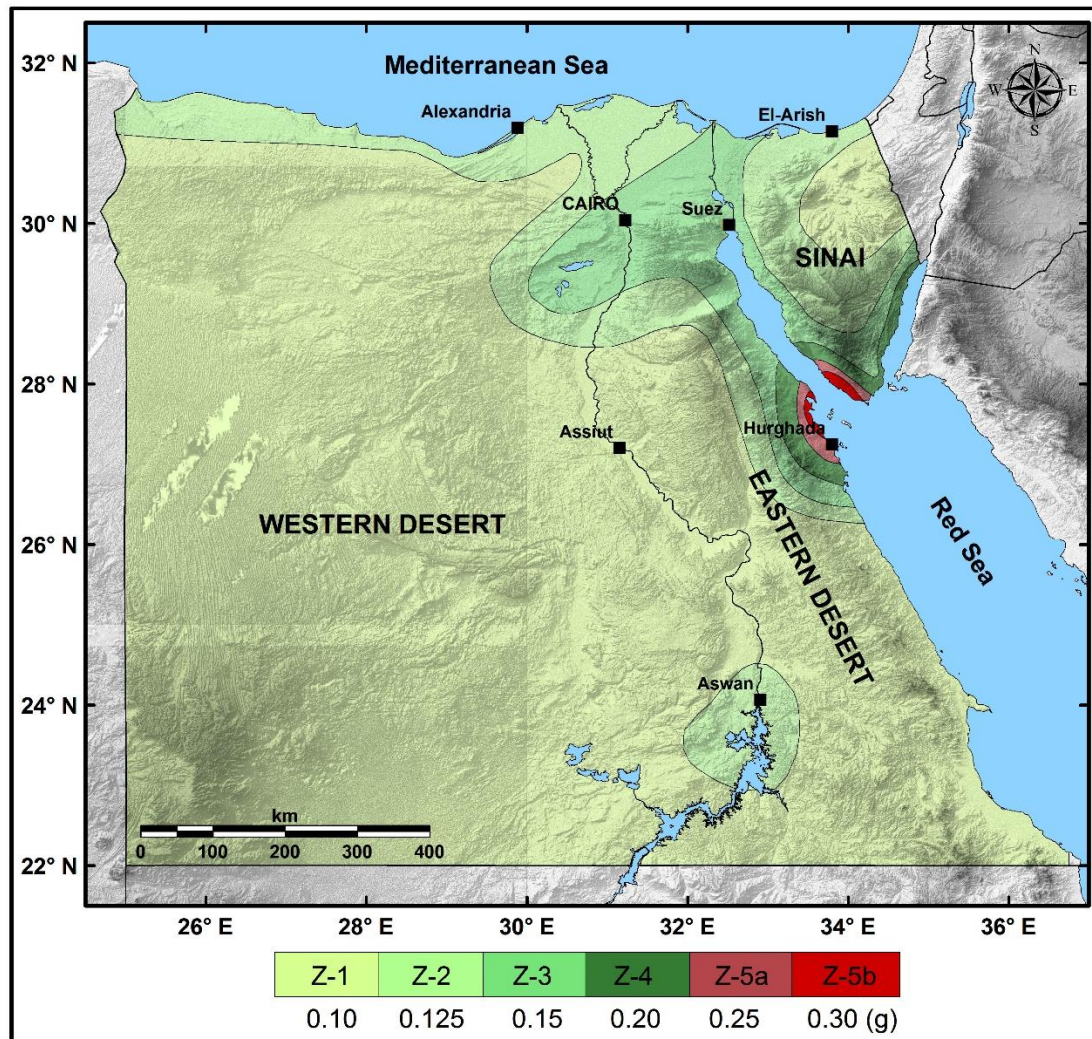 32° N
30° N
28° N
26° N
24° N
22° N
Mediterranean Sea
N
W E
S
Alexandria
El-Arish
CAIRO
Suez
SINAI
Hurghada
Assiut
WESTERN DESERT
EASTERN DESERT
Red Sea
Aswan
km
0 100 200 300 400
26° E 28° E 30° E 32° E 34° E 36° E
Z-1 Z-2 Z-3 Z-4 Z-5a Z-5b
0.10 0.125 0.15 0.20 0.25 0.30 (g)